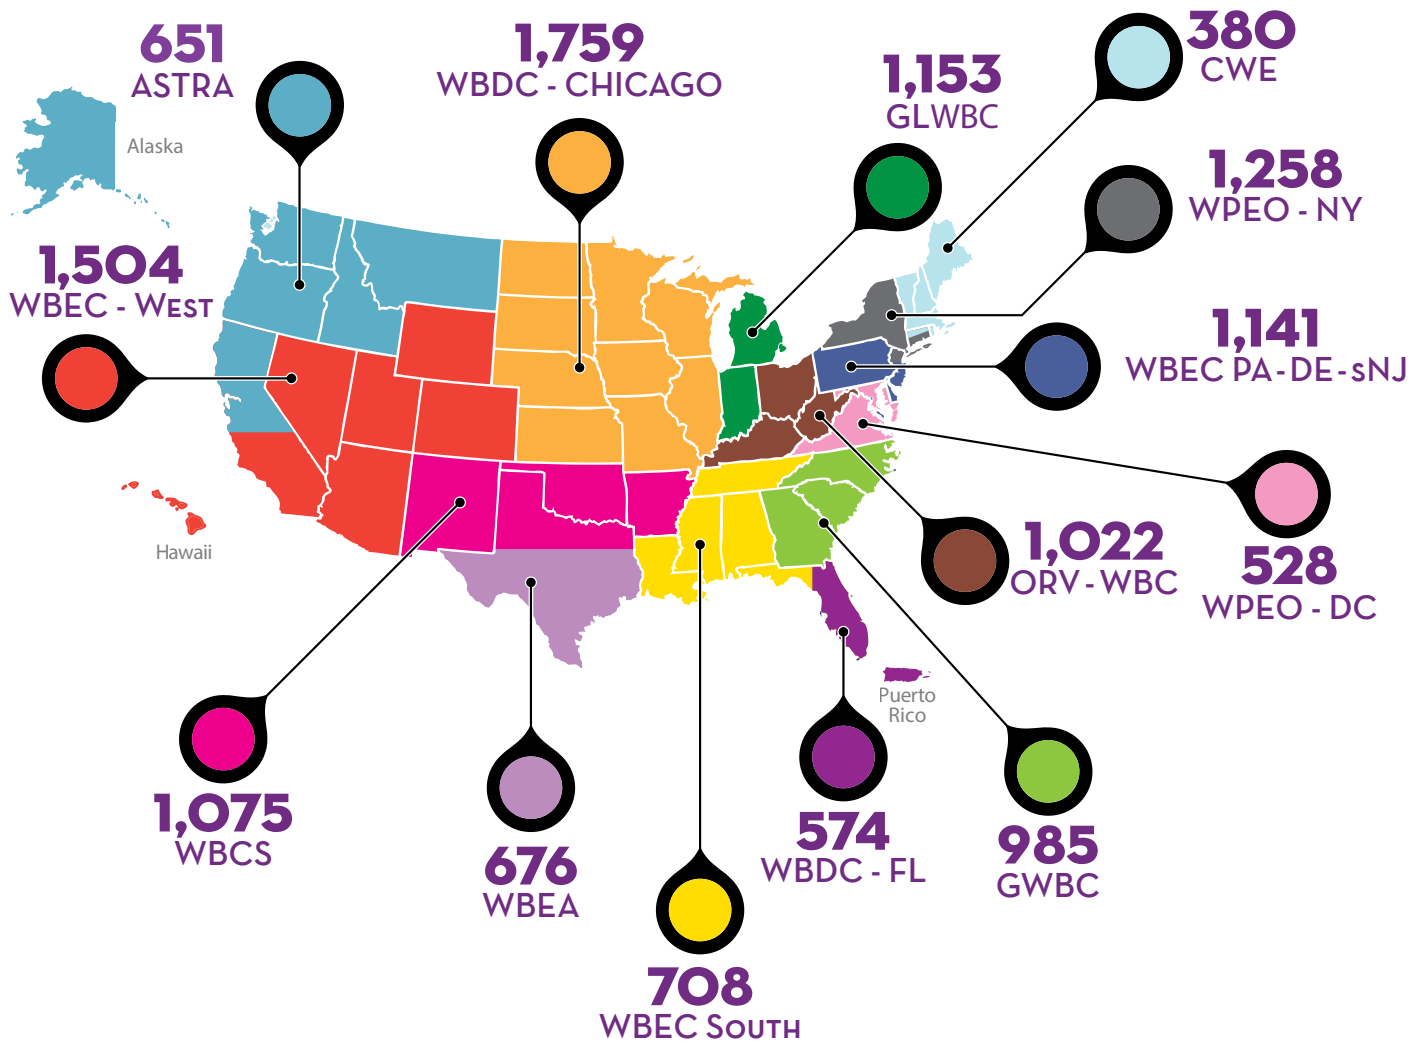 651
ASTRA
1,759
WBDC - CHICAGO
1,153
GLWBC
380
CWE
Alaska
1,258
WPEO - NY
1,504
WBEC - WEST
1,141
WBEC PA - DE - sNJ
Hawaii
1,022
ORV - WBC
528
WPEO - DC
Puerto
Rico
1,075
WBCS
676
WBEA
574
WBDC - FL
985
GWBC
708
WBEC SOUTH